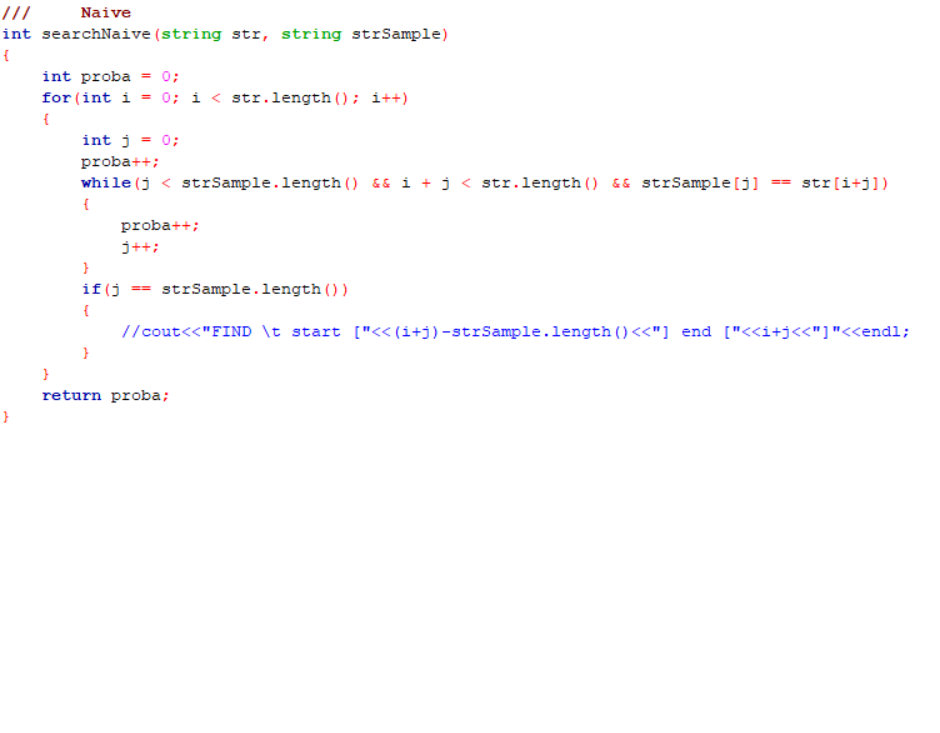 ///     Naive
int searchNaive(string str, string strSample)
{
    int proba = 0;
    for(int i = 0; i < str.length(); i++)
    {
        int j = 0;
        proba++;
        while(j < strSample.length() && i + j < str.length() && strSample[j] == str[i+j])
        {
            proba++;
            j++;
        }
        if(j == strSample.length())
        {
            //cout<<"FIND \t start ["<<(i+j)-strSample.length()<<"] end ["<<i+j<<"]"<<endl;
        }
    }
    return proba;
}